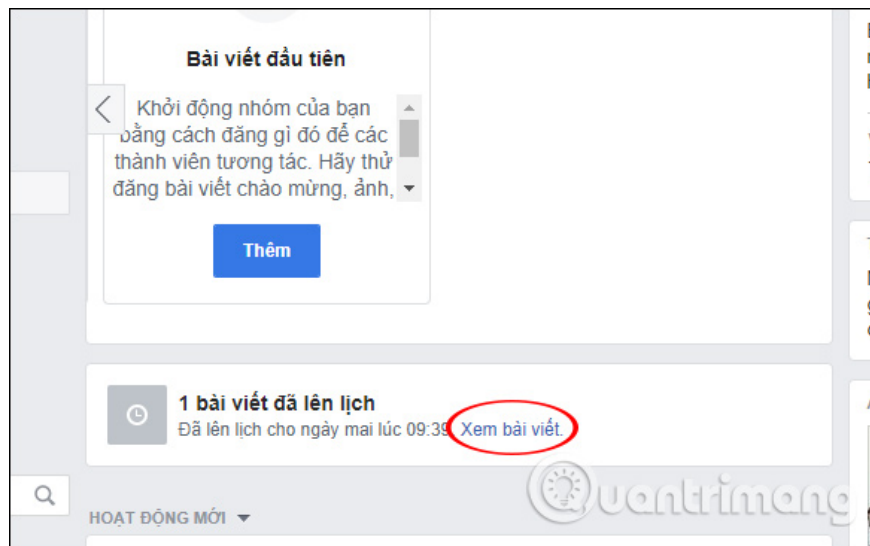 Bài viết đầu tiên
Khởi động nhóm của bạn
bằng cách đăng gì đó để các
thành viên tương tác. Hãy thử
đăng bài viết chào mừng, ảnh,
Thêm
1 bài viết đã lên lịch
Đã lên lịch cho ngày mai lúc 09:39 Xem bài viết.
Quantrimang
HOẠT ĐỘNG MỚI